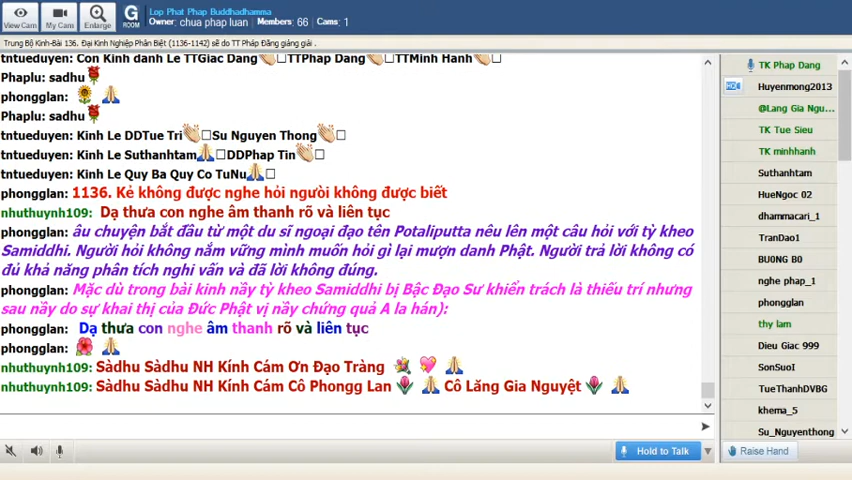 Lop Phat Phap Buddhadhamma
Owner: chua phap luan Members: 66 Cams: 1
View Cam
My Cam
Enlarge
G
ROOM
Trung Bộ Kinh-Bài 136. Đại Kinh Nghiệp Phân Biệt (1136-1142) sẽ do TT Pháp Đăng giảng giải .
tntueduyen: Con Kinh danh Le TTGiac Dang TTPhap Dang TTMinh Hanh
Phaplu: sadhu
phongglan:
Phaplu: sadhu
tntueduyen: Kinh Le DDTue Tri Su Nguyen Thong
tntueduyen: Kinh Le Suthanhtam DDPhap Tin
tntueduyen: Kinh Le Quy Ba Quy Co TuNu
phongglan: 1136. Kẻ không được nghe hỏi người không được biết
nhuthuynh109: Dạ thưa con nghe âm thanh rõ và liên tục
phongglan: âu chuyện bắt đầu từ một du sĩ ngoại đạo tên Potaliputta nêu lên một câu hỏi với tỳ kheo
Samiddhi. Người hỏi không nắm vững mình muốn hỏi gì lại mượn danh Phật. Người trả lời không có
đủ khả năng phân tích nghi vấn và đã lời không đúng.
phongglan: Mặc dù trong bài kinh nầy tỳ kheo Samiddhi bị Bậc Đạo Sư khiển trách là thiếu trí nhưng
sau nầy do sự khai thị của Đức Phật vị nầy chứng quả A la hán):
phongglan: Dạ thưa con nghe âm thanh rõ và liên tục
phongglan:
nhuthuynh109: Sàdhu Sàdhu NH Kính Cám Ơn Đạo Tràng
nhuthuynh109: Sàdhu Sàdhu NH Kính Cám Cô Phongg Lan Cô Lăng Gia Nguyệt
Hold to Talk
TK Phap Dang
Huyenmong2013
@Lang Gia Ngu...
TK Tue Sieu
TK minhhanh
Suthanhtam
HueNgoc 02
dhammacari_1
TranDao1
BUONG B0
nghe phap_1
phongglan
thy lam
Dieu Giac 999
SonSuoI
TueThanhDVBG
khema_5
Su_Nguyenthong
Raise Hand